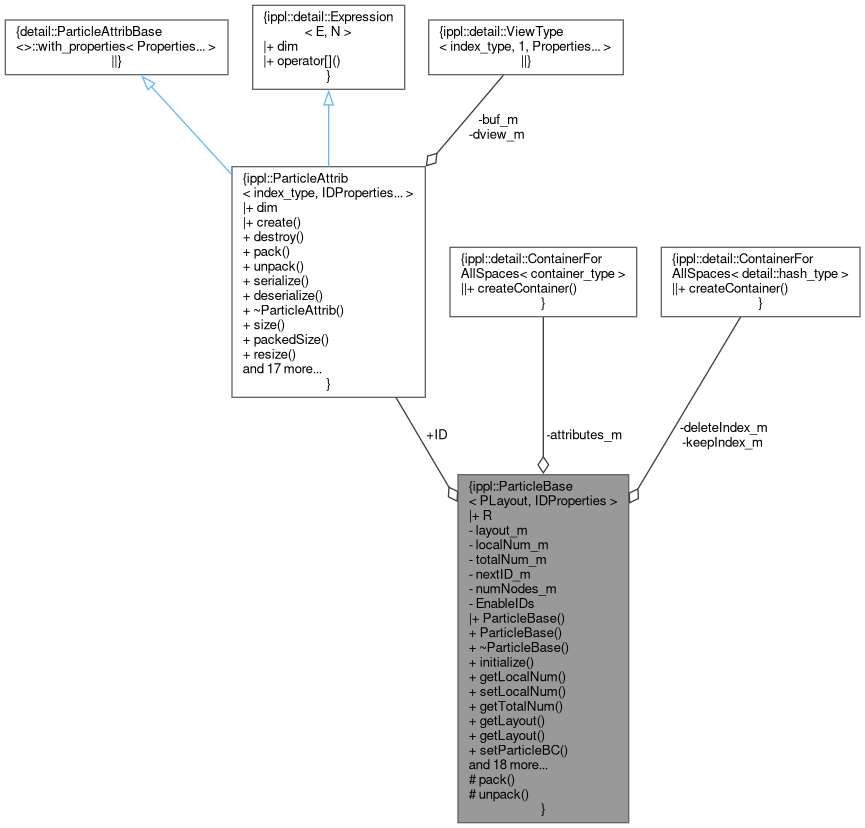 {detail::ParticleAttribBase
<>::with_properties< Properties... >
||}
{ippl::detail::Expression
< E, N >
|+ dim
|+ operator[]()
}
{ippl::detail::ViewType
< index_type, 1, Properties... >
||}
-buf_m
-dview_m
{ippl::ParticleAttrib
< index_type, IDProperties... >
|+ dim
|+ create()
+ destroy()
+ pack()
+ unpack()
+ serialize()
+ deserialize()
+ ~ParticleAttrib()
+ size()
+ packedSize()
+ resize()
and 17 more...
}
{ippl::detail::ContainerFor
AllSpaces< container_type >
||+ createContainer()
}
{ippl::detail::ContainerFor
AllSpaces< detail::hash_type >
||+ createContainer()
}
+ID
-attributes_m
-deleteIndex_m
-keepIndex_m
{ippl::ParticleBase
< PLayout, IDProperties >
|+ R
- layout_m
- localNum_m
- totalNum_m
- nextID_m
- numNodes_m
- EnableIDs
|+ ParticleBase()
+ ParticleBase()
+ ~ParticleBase()
+ initialize()
+ getLocalNum()
+ setLocalNum()
+ getTotalNum()
+ getLayout()
+ getLayout()
+ setParticleBC()
and 18 more...
# pack()
# unpack()
}